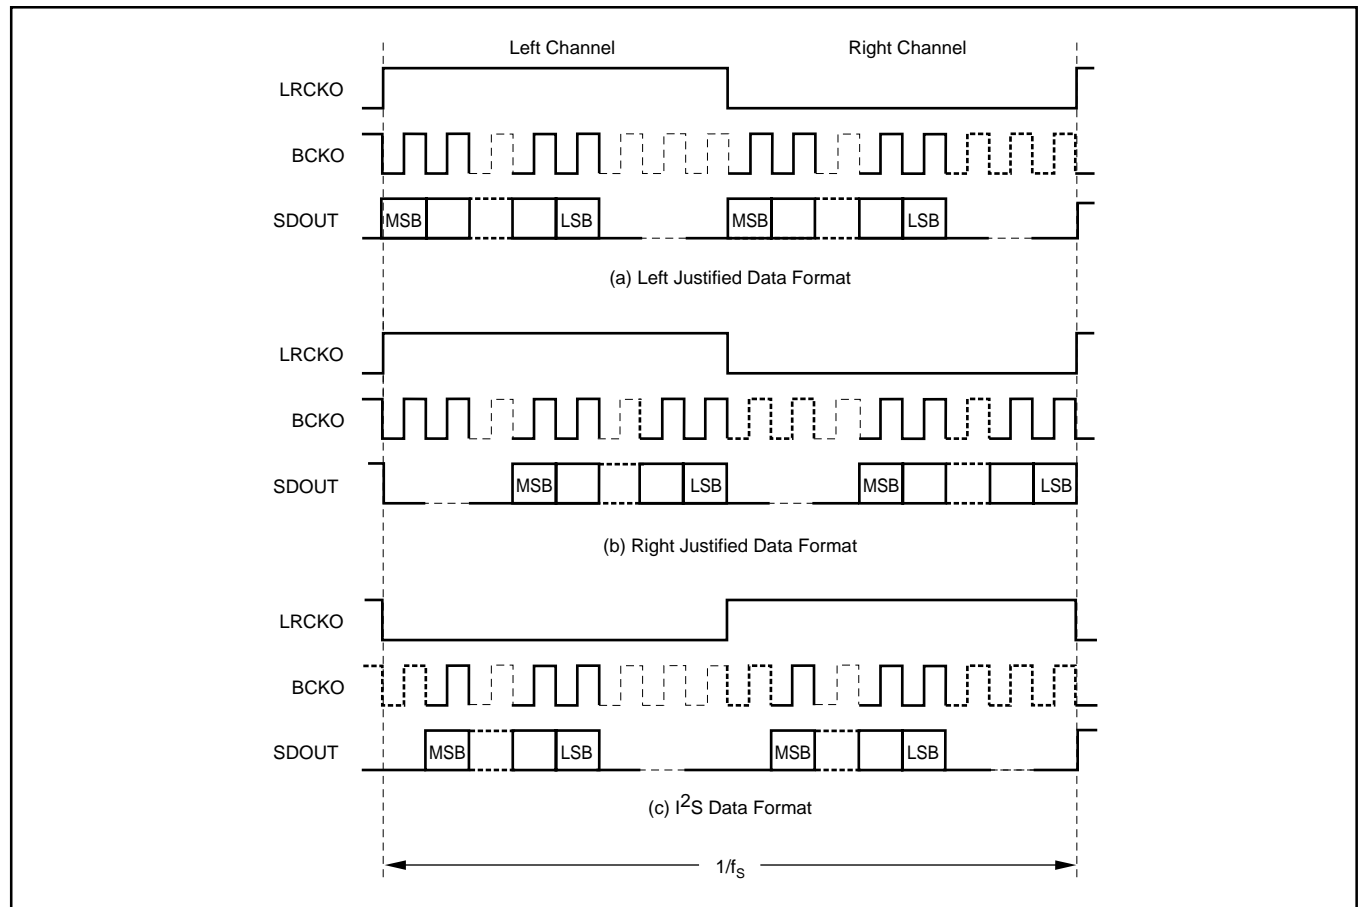 Left Channel Right Channel
LRCKO
BCKO
SDOUT MSB LSB MSB LSB
(a) Left Justified Data Format
LRCKO
BCKO
SDOUT MSB LSB MSB LSB
(b) Right Justified Data Format
LRCKO
BCKO
SDOUT MSB LSB MSB LSB
(c) I²S Data Format
1/fₛ